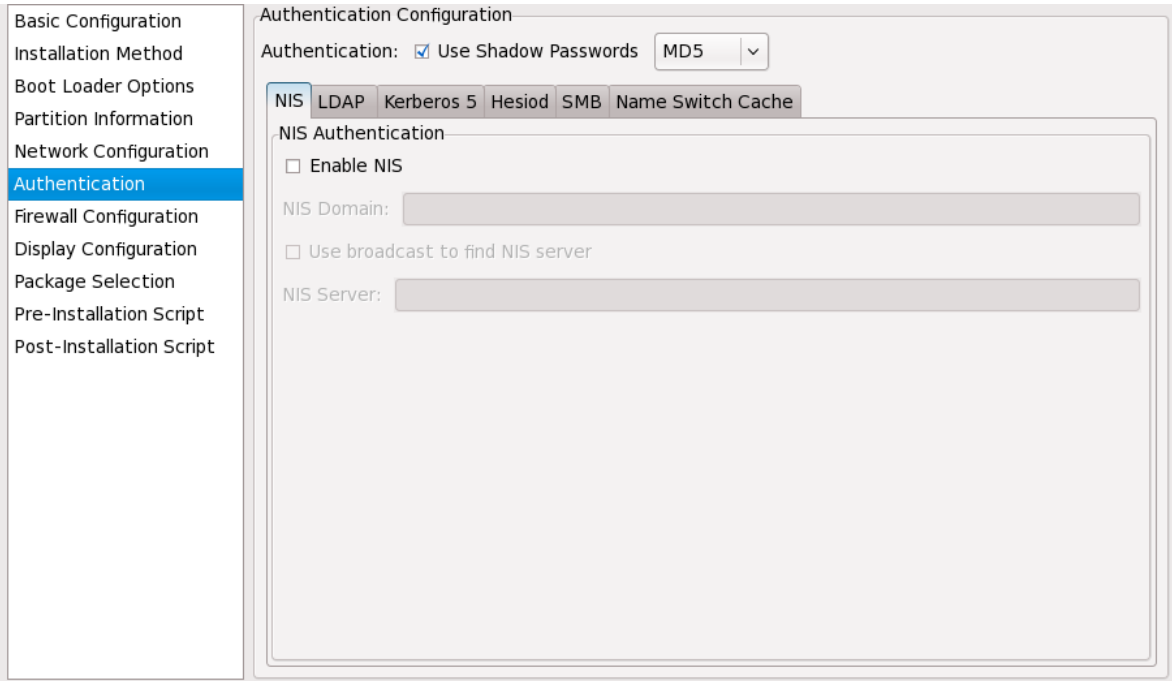 Basic Configuration
Installation Method
Boot Loader Options
Partition Information
Network Configuration
Authentication
Firewall Configuration
Display Configuration
Package Selection
Pre-Installation Script
Post-Installation Script
Authentication Configuration
Authentication: Use Shadow Passwords MD5
NIS LDAP Kerberos 5 Hesiod SMB Name Switch Cache
NIS Authentication
Enable NIS
NIS Domain:
Use broadcast to find NIS server
NIS Server: